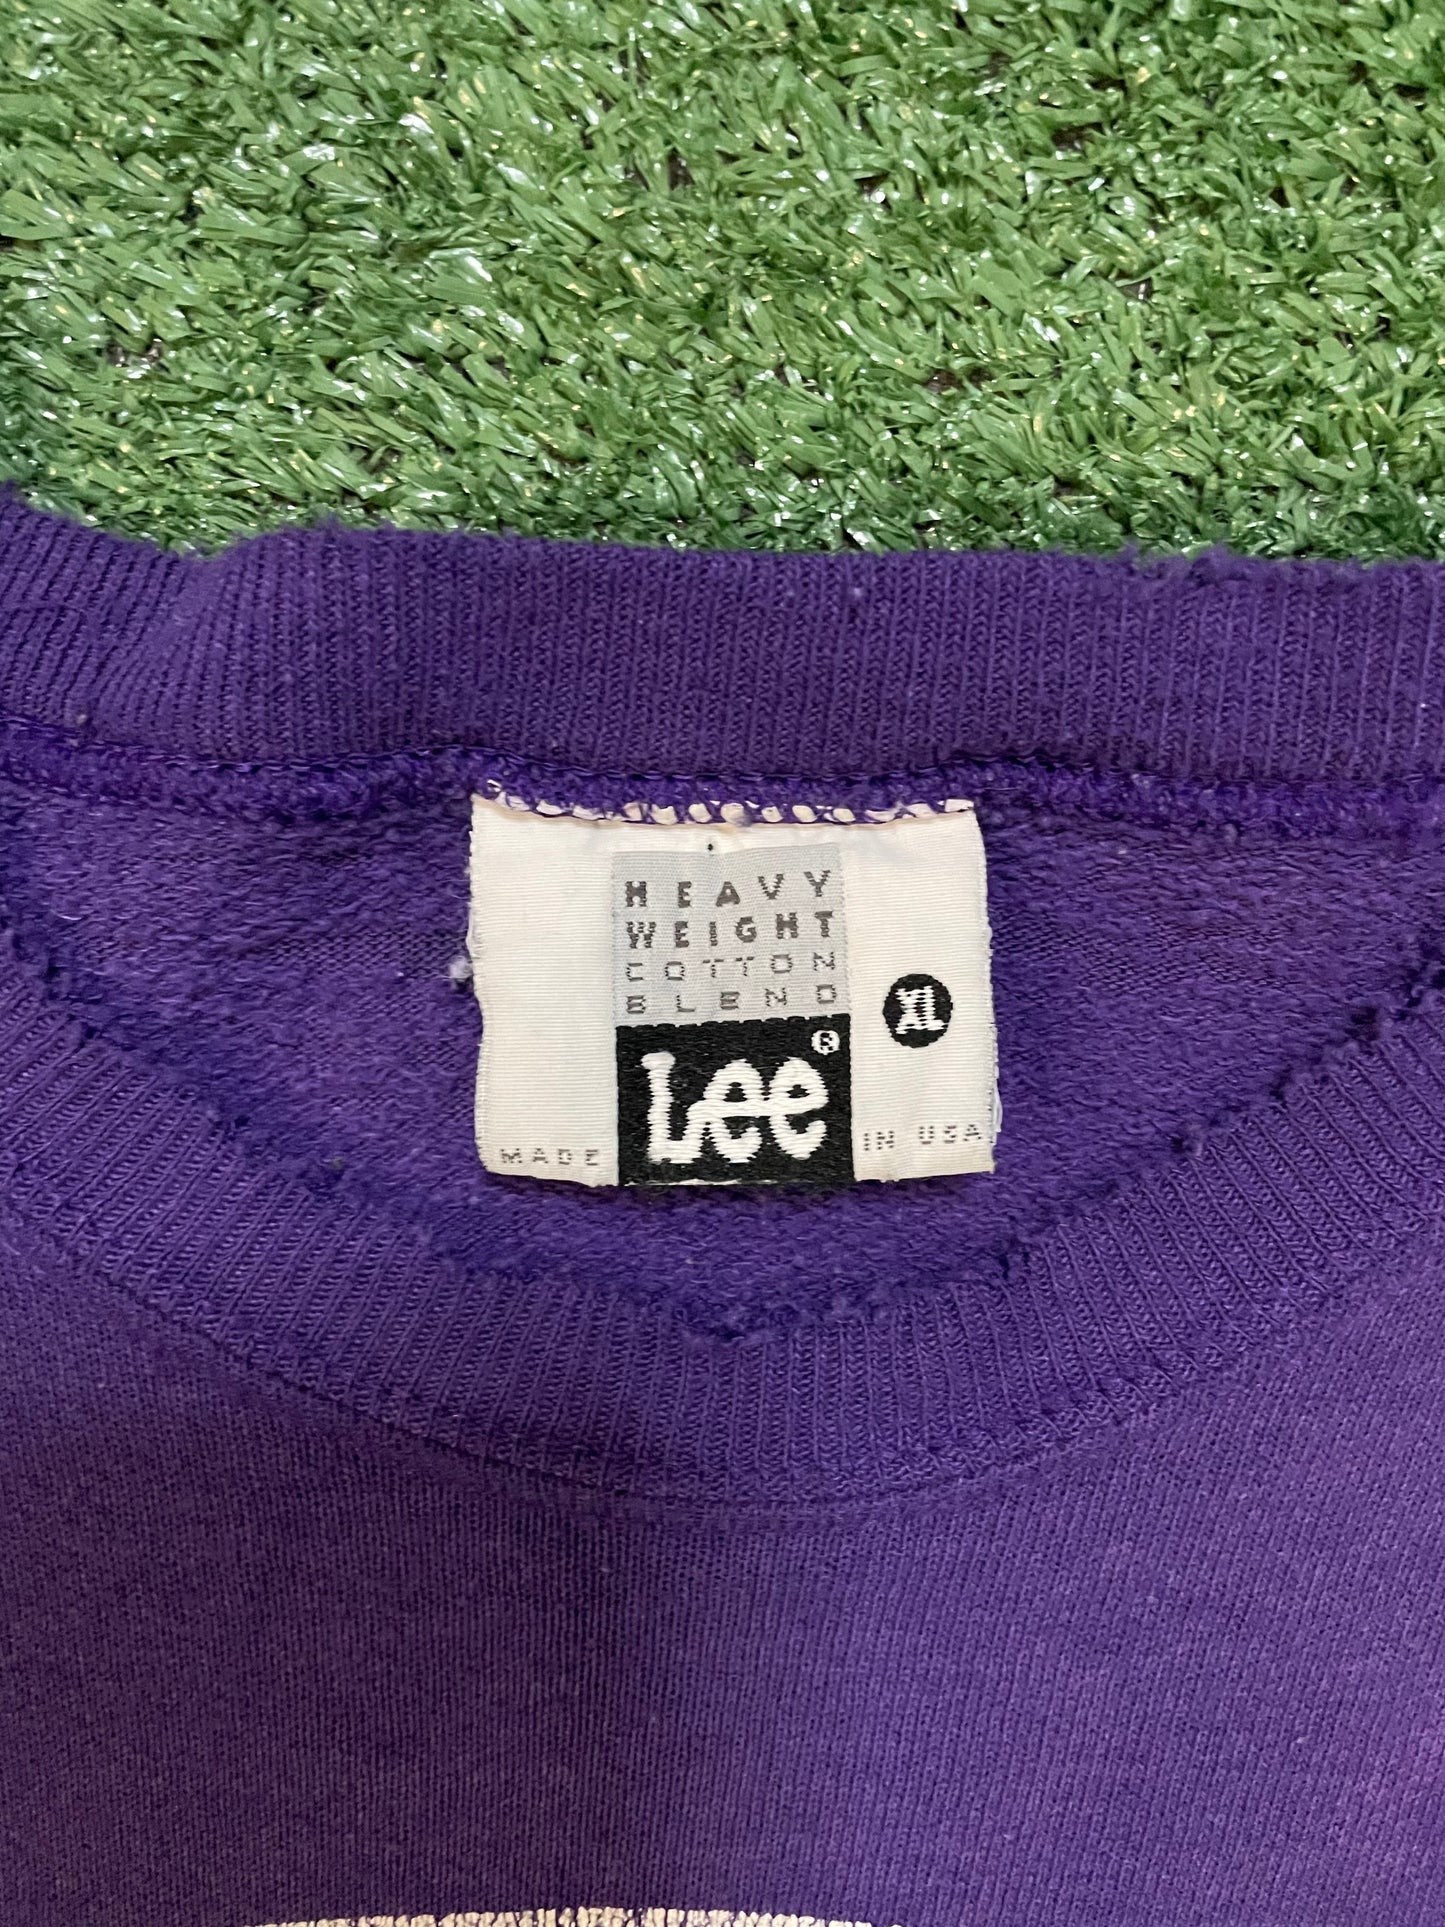 HEAVY
WEIGHT
COTTON
BLEND
Lee®
XL
MADE IN USA